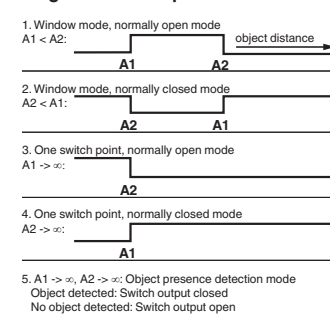 1. Window mode, normally open mode
A1 < A2:
object distance
A1 A2
2. Window mode, normally closed mode
A2 < A1:
A2 A1
3. One switch point, normally open mode
A1 -> ∞:
A2
4. One switch point, normally closed mode
A2 -> ∞:
A1
5. A1 -> ∞, A2 -> ∞: Object presence detection mode
Object detected: Switch output closed
No object detected: Switch output open